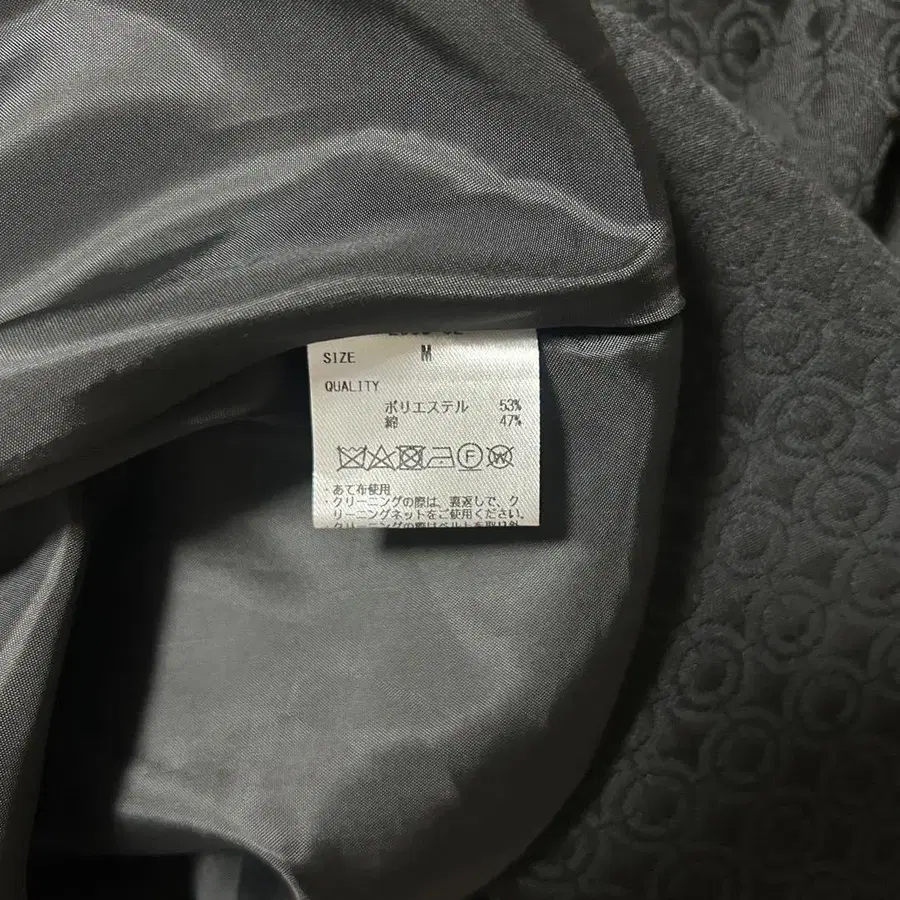 SIZE M
QUALITY
ポリエステル 53%
綿 47%
F W
・あて布使用
・クリーニングの際は、裏返しで、ク
リーニングネットをご使用ください。